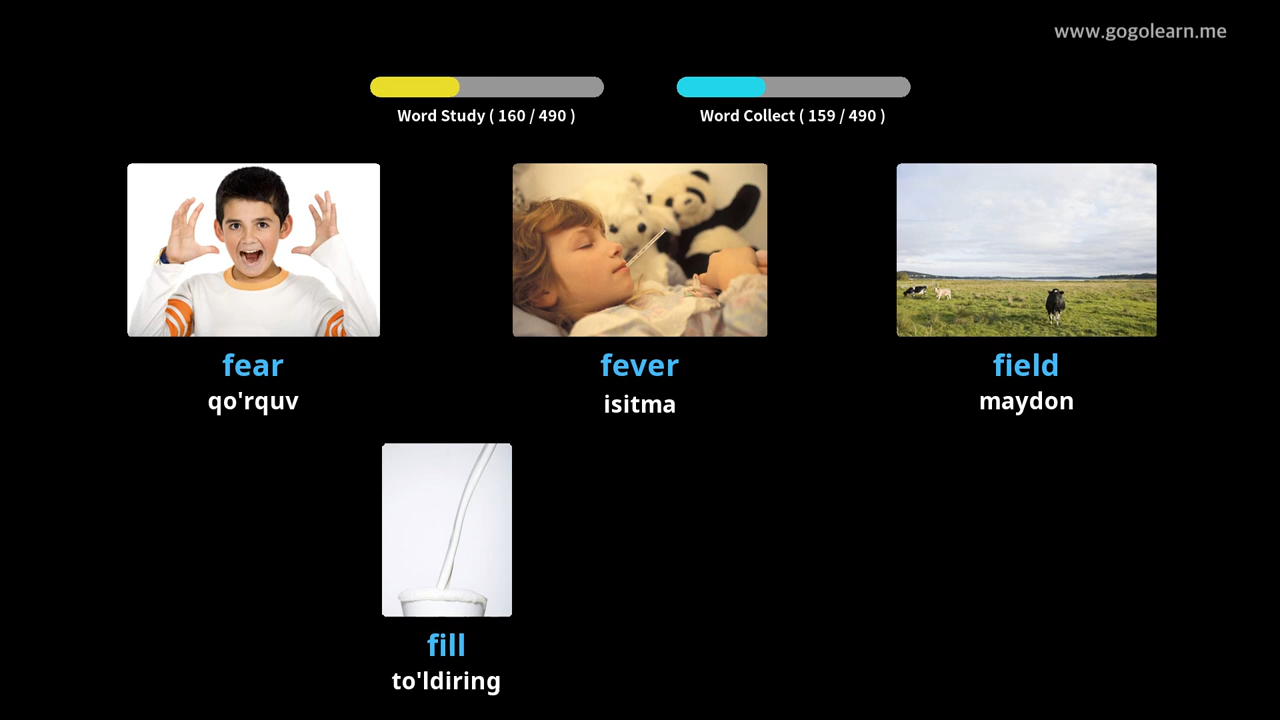 www.gogolearn.me
Word Study ( 160 / 490 )
Word Collect ( 159 / 490 )
fear
qo'rquv
fever
isitma
field
maydon
fill
to'ldiring